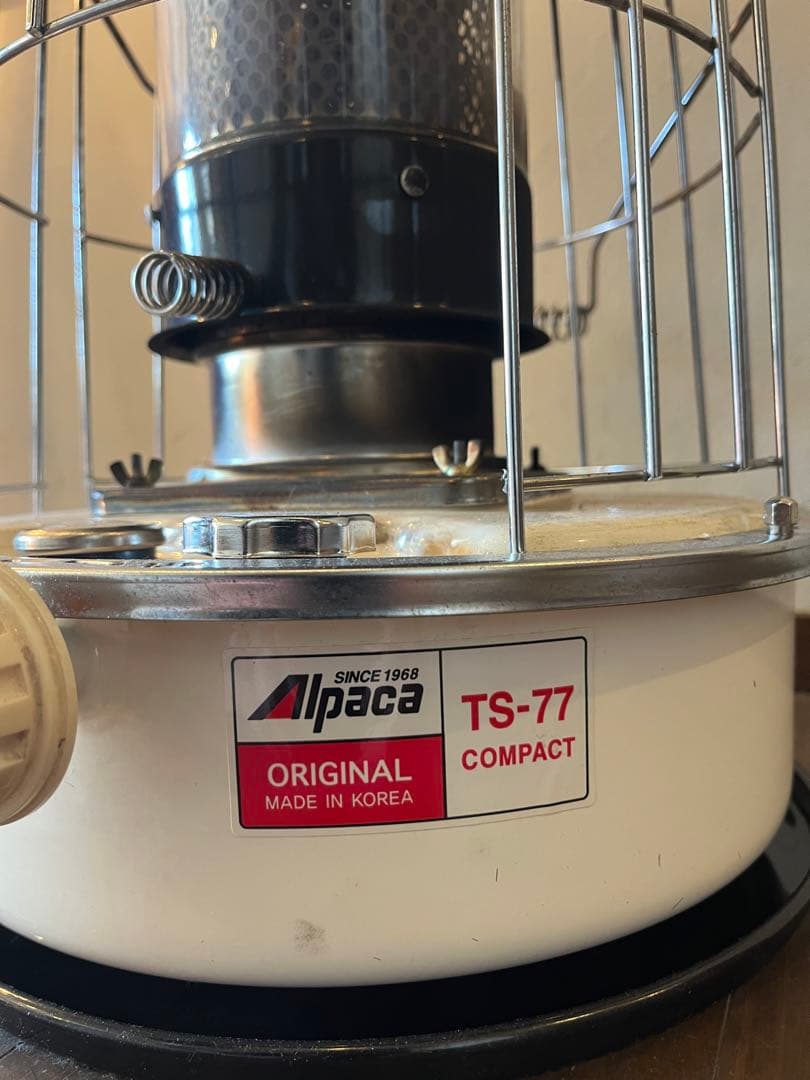 SINCE 1968
Alpaca
ORIGINAL
MADE IN KOREA
TS-77
COMPACT